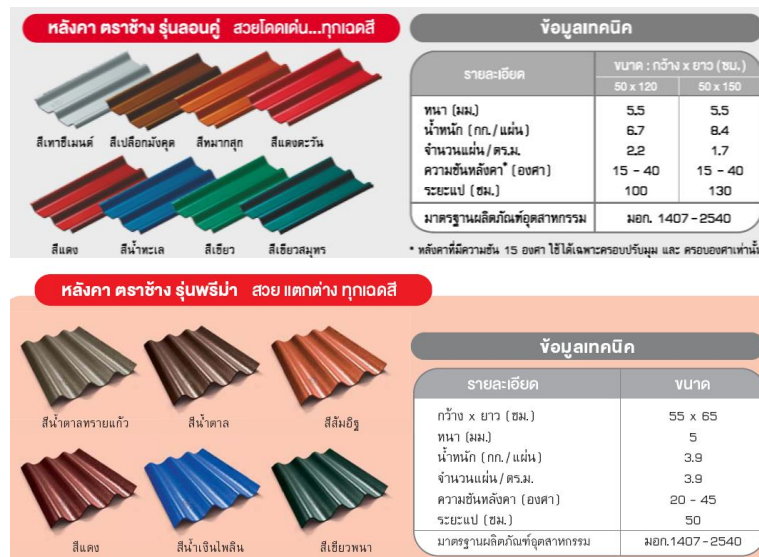 หลังคา ตราช้าง รุ่นลอนคู่ สวยโดดเด่น...ทุกเฉดสี
สีเทาซีเมนต์ สีเปลือกมังคุด สีหมากสุก สีแดงตะวัน
สีแดง สีน้ำทะเล สีเขียว สีเขียวสมุทร
ข้อมูลเทคนิค
รายละเอียด ขนาด : กว้าง x ยาว (ซม.)
50 x 120 50 x 150
หนา (มม.) 5.5 5.5
น้ำหนัก (กก./แผ่น) 6.7 8.4
จำนวนแผ่น/ตร.ม. 2.2 1.7
ความชันหลังคา* (องศา) 15 - 40 15 - 40
ระยะแป (ซม.) 100 130
มาตรฐานผลิตภัณฑ์อุตสาหกรรม มอก. 1407-2540
* หลังคาที่มีความชัน 15 องศา ใช้ได้เฉพาะครอบปรับมุม และ ครอบองศาเท่านั้น
หลังคา ตราช้าง รุ่นพรีม่า สวย แตกต่าง ทุกเฉดสี
สีน้ำตาลทรายแก้ว สีน้ำตาล สีส้มอิฐ
สีแดง สีน้ำเงินไพลิน สีเขียวพนา
ข้อมูลเทคนิค
รายละเอียด ขนาด
กว้าง x ยาว (ซม.) 55 x 65
หนา (มม.) 5
น้ำหนัก (กก./แผ่น) 3.9
จำนวนแผ่น/ตร.ม. 3.9
ความชันหลังคา (องศา) 20 - 45
ระยะแป (ซม.) 50
มาตรฐานผลิตภัณฑ์อุตสาหกรรม มอก.1407-2540